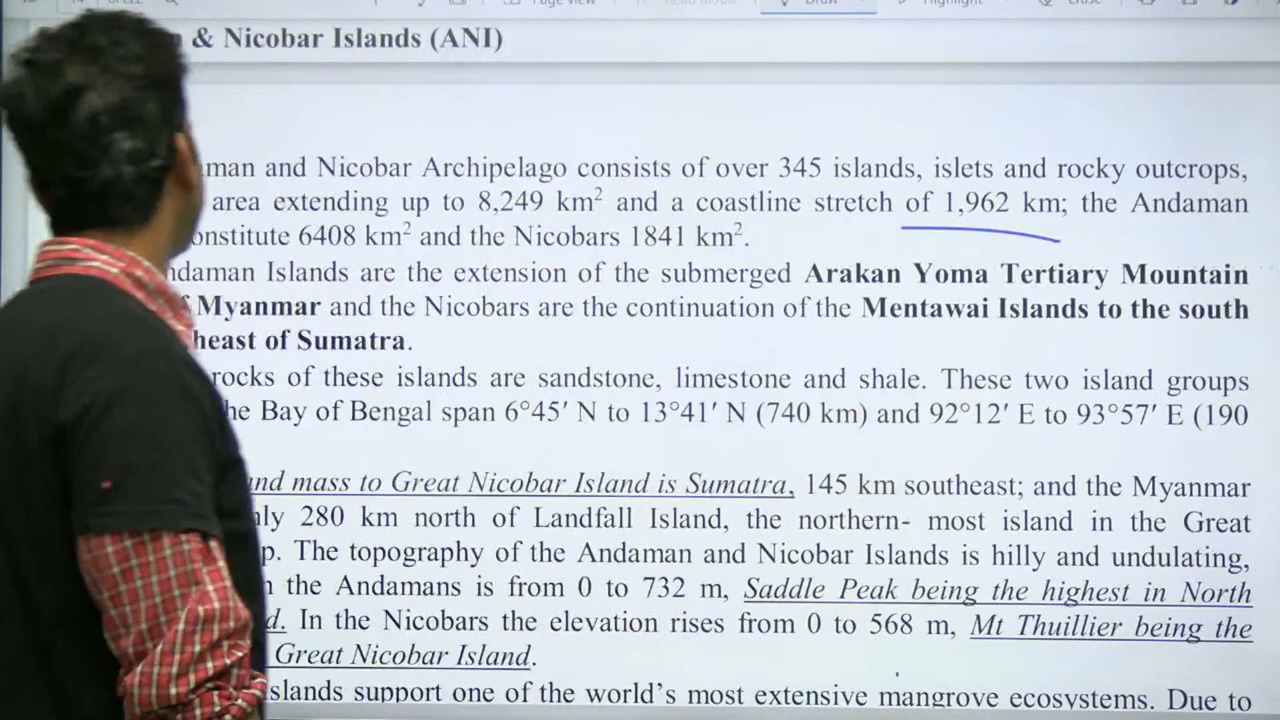 Page view
Draw
Highlight
& Nicobar Islands (ANI)
and Nicobar Archipelago consists of over 345 islands, islets and rocky outcrops,
area extending up to 8,249 km² and a coastline stretch of 1,962 km; the Andaman
6408 km² and the Nicobars 1841 km².
Islands are the extension of the submerged Arakan Yoma Tertiary Mountain
Myanmar and the Nicobars are the continuation of the Mentawai Islands to the south
of Sumatra.
rocks of these islands are sandstone, limestone and shale. These two island groups
Bay of Bengal span 6°45′ N to 13°41′ N (740 km) and 92°12′ E to 93°57′ E (190
mass to Great Nicobar Island is Sumatra, 145 km southeast; and the Myanmar
280 km north of Landfall Island, the northern- most island in the Great
The topography of the Andaman and Nicobar Islands is hilly and undulating,
the Andamans is from 0 to 732 m, Saddle Peak being the highest in North
In the Nicobars the elevation rises from 0 to 568 m, Mt Thuillier being the
Great Nicobar Island.
support one of the world's most extensive mangrove ecosystems. Due to